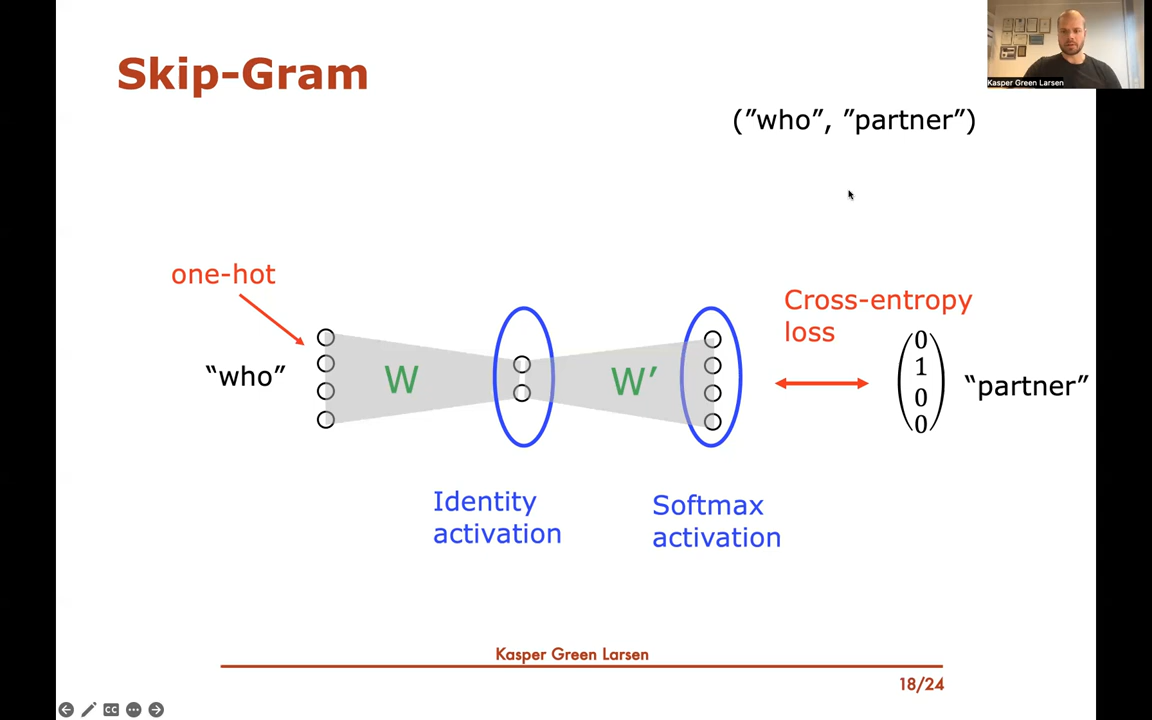 Skip-Gram
Kasper Green Larsen
(”who”, ”partner”)
one-hot
Cross-entropy
loss
“who”
W
W’
0
1
0
0
“partner”
Identity
activation
Softmax
activation
Kasper Green Larsen
18/24
CC